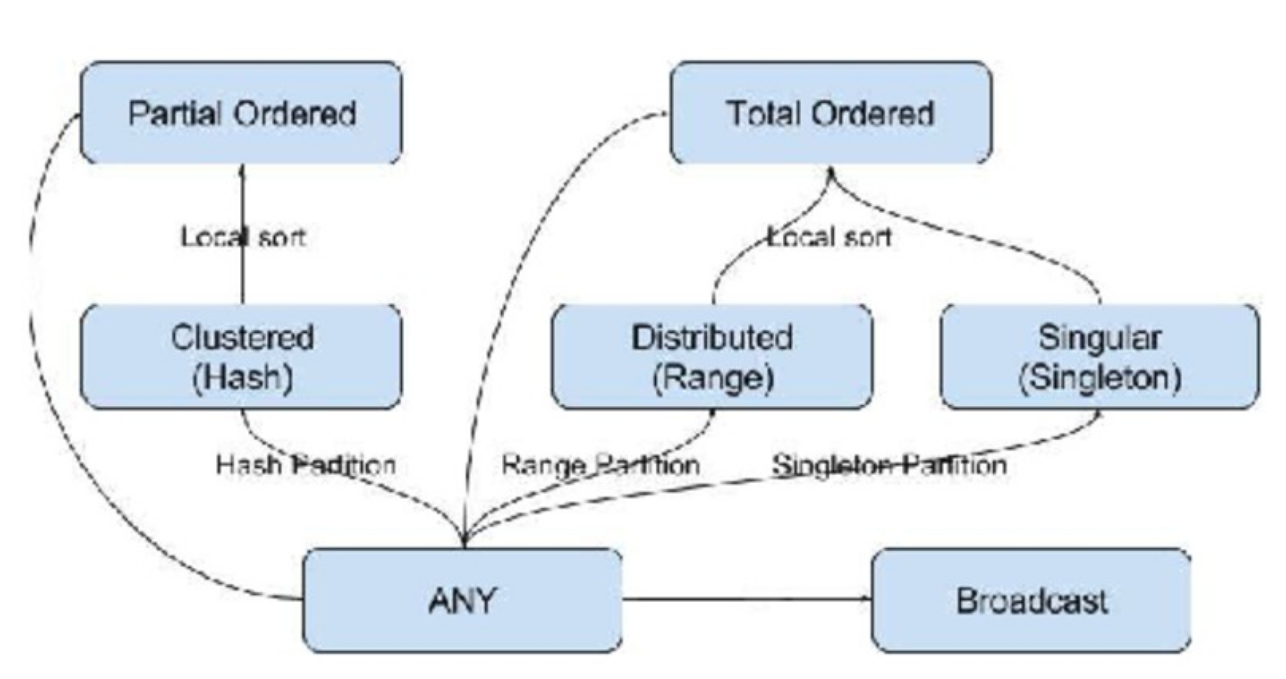 Partial Ordered
Total Ordered
Local sort
Local sort
Clustered
(Hash)
Distributed
(Range)
Singular
(Singleton)
Hash Partition
Range Partition
Singleton Partition
ANY
Broadcast